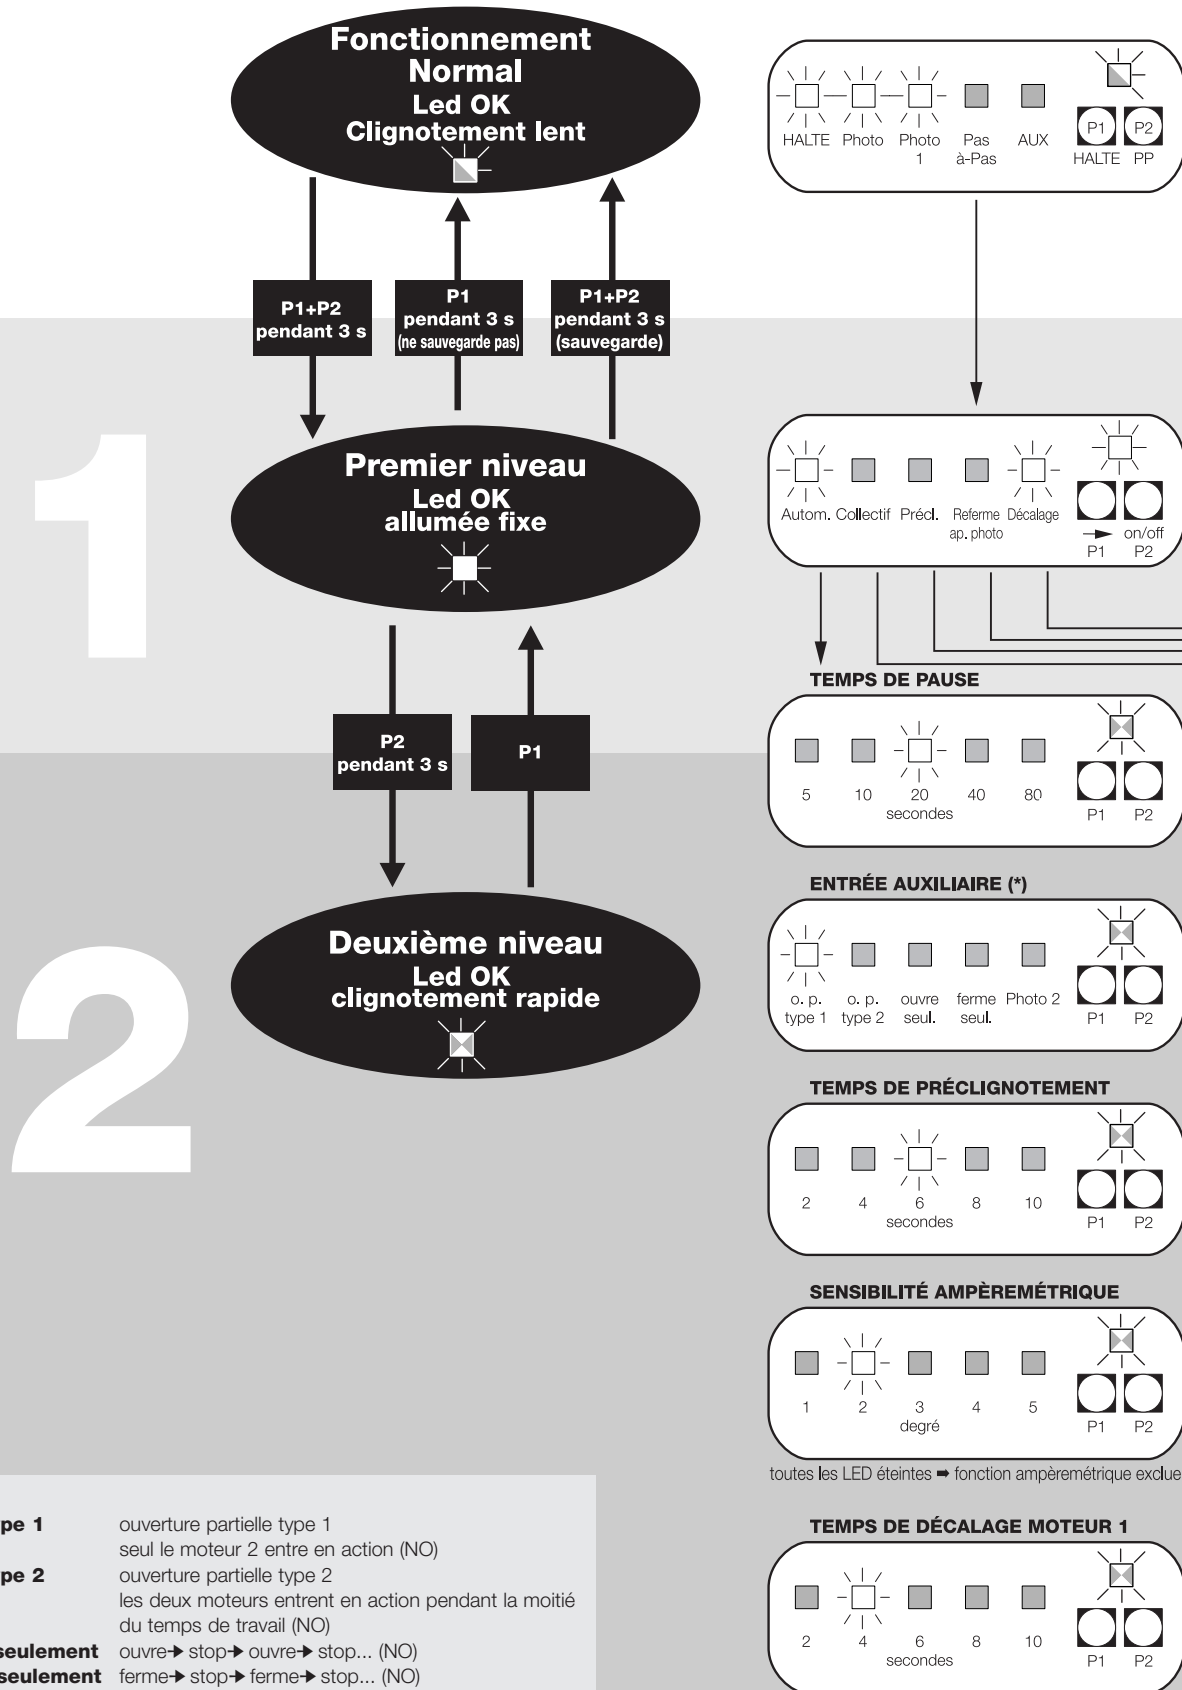 Fonctionnement
Normal
Led OK
Clignotement lent
P1+P2
pendant 3 s
P1
pendant 3 s
(ne sauvegarde pas)
P1+P2
pendant 3 s
(sauvegarde)
1
Premier niveau
Led OK
allumée fixe
P2
pendant 3 s
P1
2
Deuxième niveau
Led OK
clignotement rapide
HALTE Photo Photo 1 Pas à-Pas AUX
P1 P2
HALTE PP
Autom. Collectif Précl. Referme ap. photo Décalage
→ on/off
P1 P2
TEMPS DE PAUSE
5 10 20 40 80
secondes
P1 P2
ENTRÉE AUXILIAIRE (*)
o. p. type 1 o. p. type 2 ouvre seul. ferme seul. Photo 2
P1 P2
TEMPS DE PRÉCLIGNOTEMENT
2 4 6 8 10
secondes
P1 P2
SENSIBILITÉ AMPÈREMÉTRIQUE
1 2 3 4 5
degré
P1 P2
toutes les LED éteintes ➡ fonction ampèremétrique exclue
TEMPS DE DÉCALAGE MOTEUR 1
2 4 6 8 10
secondes
P1 P2
ype 1 ouverture partielle type 1
seul le moteur 2 entre en action (NO)
pe 2 ouverture partielle type 2
les deux moteurs entrent en action pendant la moitié
du temps de travail (NO)
seulement ouvre➔ stop➔ ouvre➔ stop... (NO)
seulement ferme➔ stop➔ ferme➔ stop... (NO)